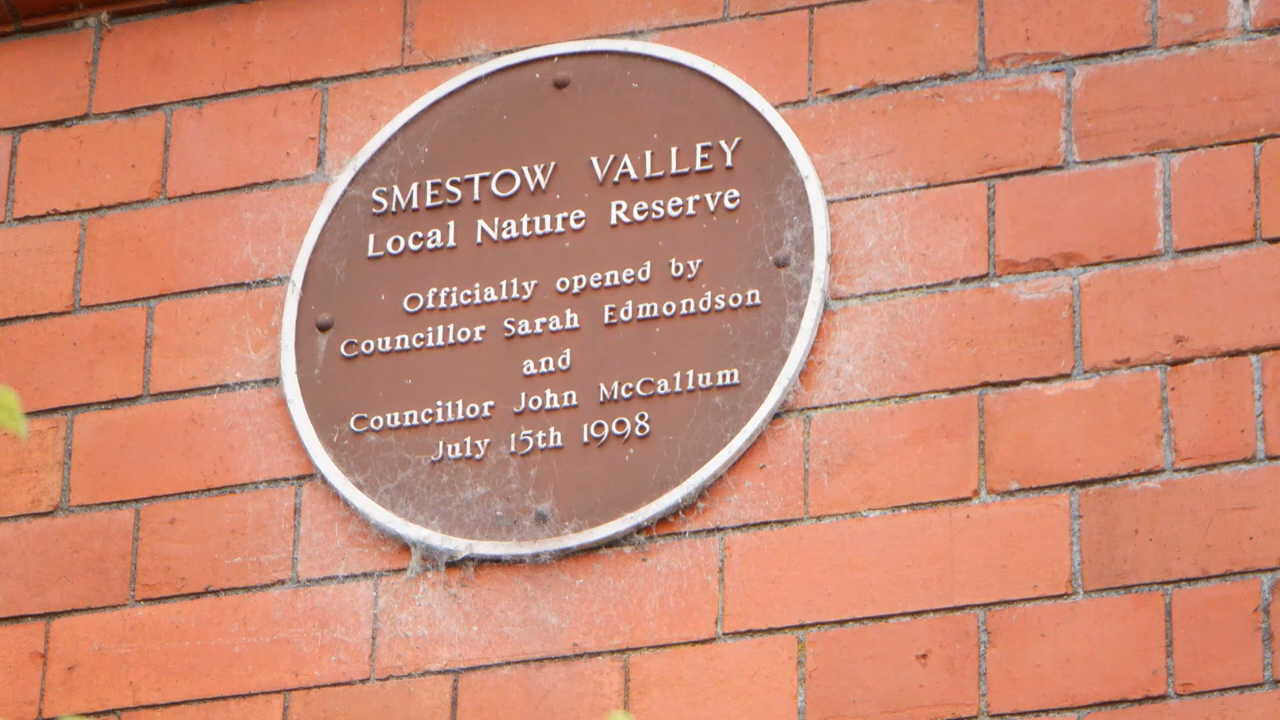 SMESTOW VALLEY
Local Nature Reserve
Officially opened by
Councillor Sarah Edmondson
and
Councillor John McCallum
July 15th 1998